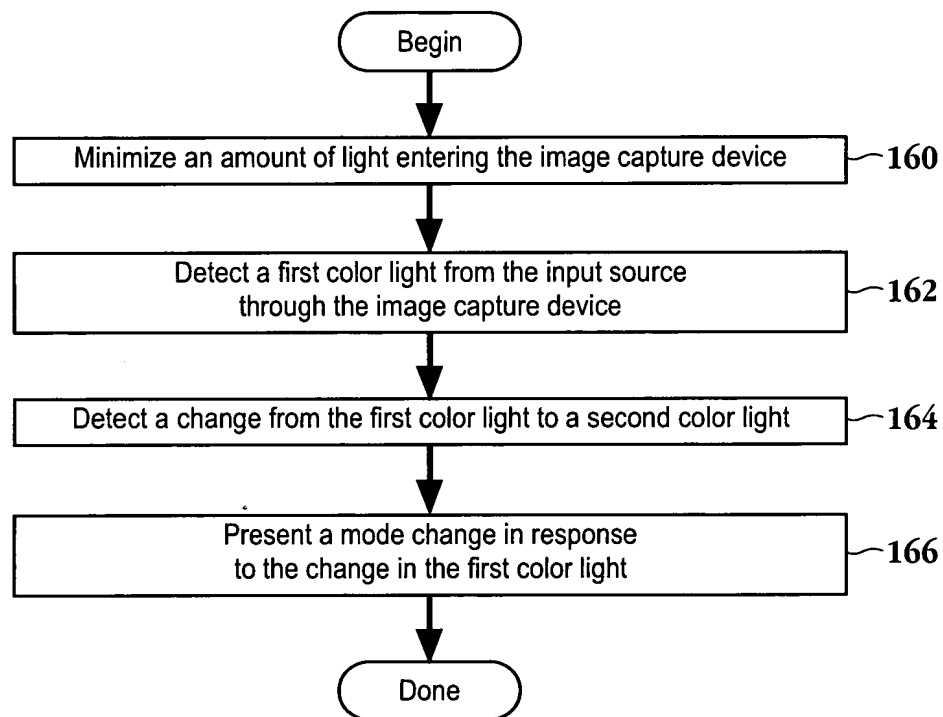 Begin
Minimize an amount of light entering the image capture device
160
Detect a first color light from the input source
through the image capture device
162
Detect a change from the first color light to a second color light
164
Present a mode change in response
to the change in the first color light
166
Done